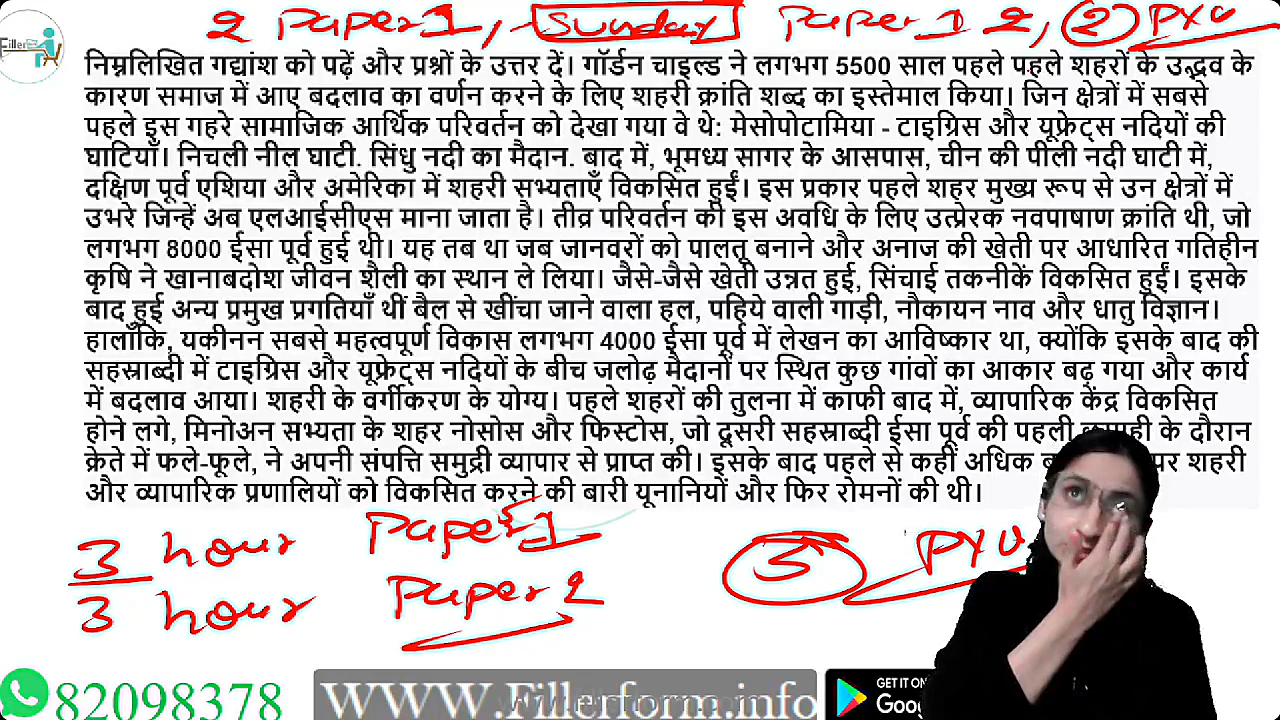 2 Paper 1, Sunday Paper 1 2, 2 PYQ
Filler
निम्नलिखित गद्यांश को पढ़ें और प्रश्नों के उत्तर दें। गॉर्डन चाइल्ड ने लगभग 5500 साल पहले पहले शहरों के उद्भव के
कारण समाज में आए बदलाव का वर्णन करने के लिए शहरी क्रांति शब्द का इस्तेमाल किया। जिन क्षेत्रों में सबसे
पहले इस गहरे सामाजिक आर्थिक परिवर्तन को देखा गया वे थे: मेसोपोटामिया - टाइग्रिस और यूफ्रेट्स नदियों की
घाटियाँ। निचली नील घाटी. सिंधु नदी का मैदान. बाद में, भूमध्य सागर के आसपास, चीन की पीली नदी घाटी में,
दक्षिण पूर्व एशिया और अमेरिका में शहरी सभ्यताएँ विकसित हुईं। इस प्रकार पहले शहर मुख्य रूप से उन क्षेत्रों में
उभरे जिन्हें अब एलआईसीएस माना जाता है। तीव्र परिवर्तन की इस अवधि के लिए उत्प्रेरक नवपाषाण क्रांति थी, जो
लगभग 8000 ईसा पूर्व हुई थी। यह तब था जब जानवरों को पालतू बनाने और अनाज की खेती पर आधारित गतिहीन
कृषि ने खानाबदोश जीवन शैली का स्थान ले लिया। जैसे-जैसे खेती उन्नत हुई, सिंचाई तकनीकें विकसित हुईं। इसके
बाद हुई अन्य प्रमुख प्रगतियाँ थीं बैल से खींचा जाने वाला हल, पहिये वाली गाड़ी, नौकायन नाव और धातु विज्ञान।
हालाँकि, यकीनन सबसे महत्वपूर्ण विकास लगभग 4000 ईसा पूर्व में लेखन का आविष्कार था, क्योंकि इसके बाद की
सहस्राब्दी में टाइग्रिस और यूफ्रेट्स नदियों के बीच जलोढ़ मैदानों पर स्थित कुछ गांवों का आकार बढ़ गया और कार्य
में बदलाव आया। शहरी के वर्गीकरण के योग्य। पहले शहरों की तुलना में काफी बाद में, व्यापारिक केंद्र विकसित
होने लगे, मिनोअन सभ्यता के शहर नोसोस और फिस्टोस, जो दूसरी सहस्राब्दी ईसा पूर्व की पहली के दौरान
क्रेते में फले-फूले, ने अपनी संपत्ति समुद्री व्यापार से प्राप्त की। इसके बाद पहले से कहीं अधिक पर शहरी
और व्यापारिक प्रणालियों को विकसित करने की बारी यूनानियों और फिर रोमनों की थी।
3 hour Paper 1
3 hour Paper 2
5 PYQ
82098378
www.Fillerform.info
GET IT ON
Goo